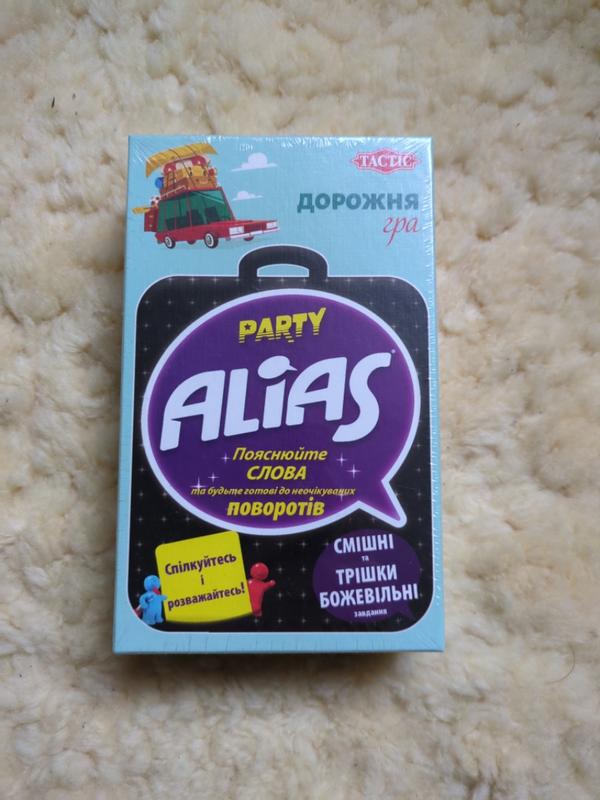 TACTIC
ДОРОЖНЯ
гра
PARTY
ALiAS
Пояснюйте
СЛОВА
та будьте готові до неочікуваних
поворотів
Спілкуйтесь
і
розважайтесь!
СМІШНІ
та
ТРІШКИ
БОЖЕВІЛЬНІ
завдання